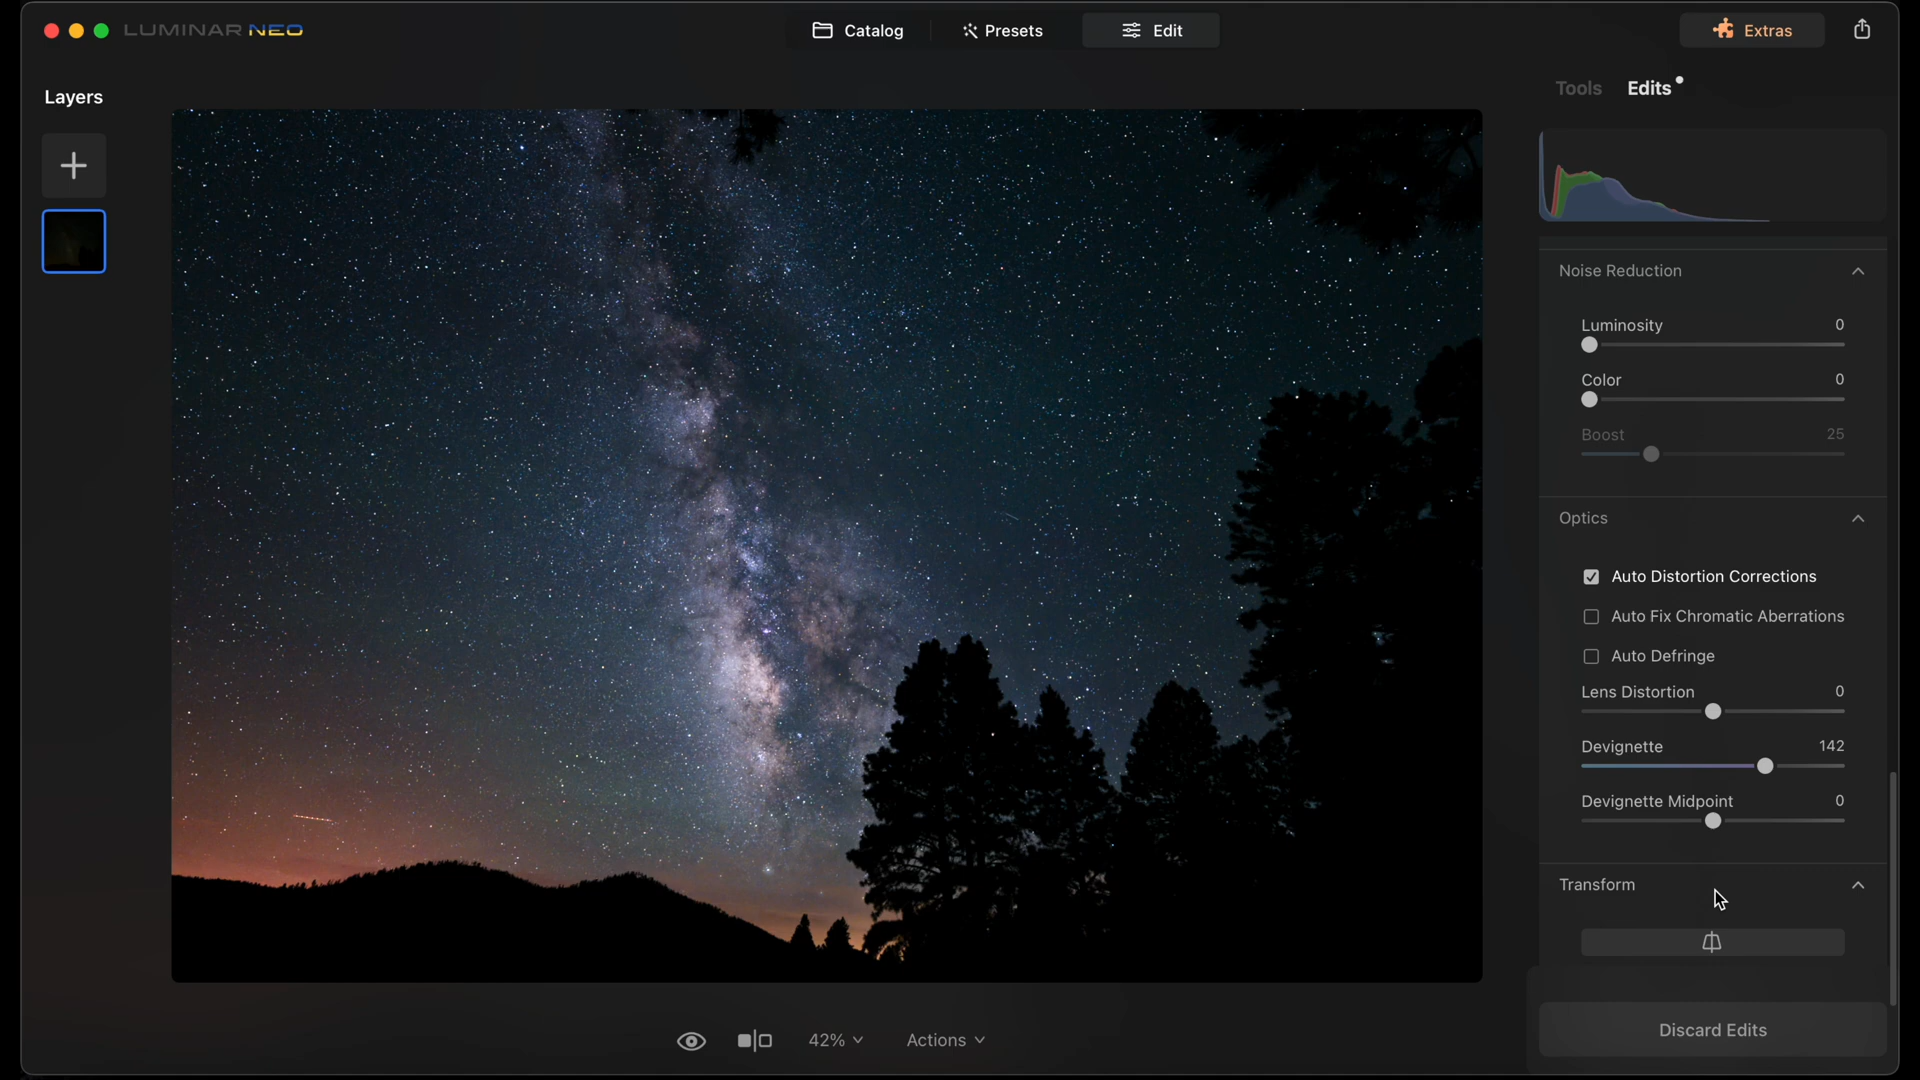 LUMINAR NEO
Catalog
Presets
Edit
Extras
Layers
Tools
Edits
Noise Reduction
Luminosity 0
Color 0
Boost 25
Optics
Auto Distortion Corrections
Auto Fix Chromatic Aberrations
Auto Defringe
Lens Distortion 0
Devignette 142
Devignette Midpoint 0
Transform
42%
Actions
Discard Edits